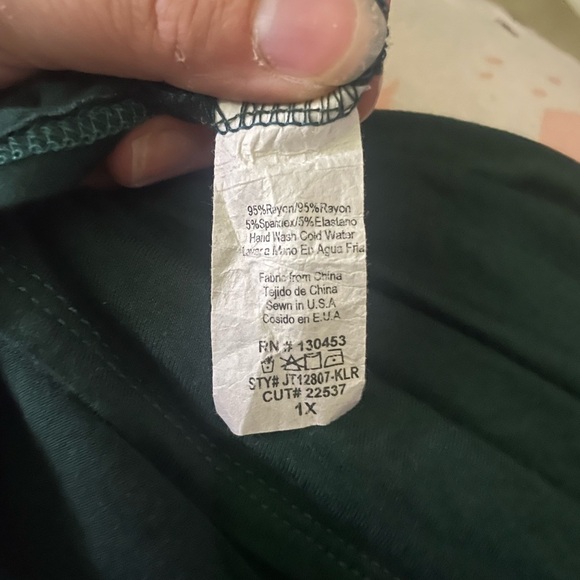 95%Rayon/95%Rayon
5%Spandex/5%Elastano
Hand Wash Cold Water
Lavar a Mano En Agua Fria
Fabric from China
Tejido de China
Sewn in U.S.A
Cosido en E.U.A
RN # 130453
STY# JT12807-KLR
CUT# 22537
1X